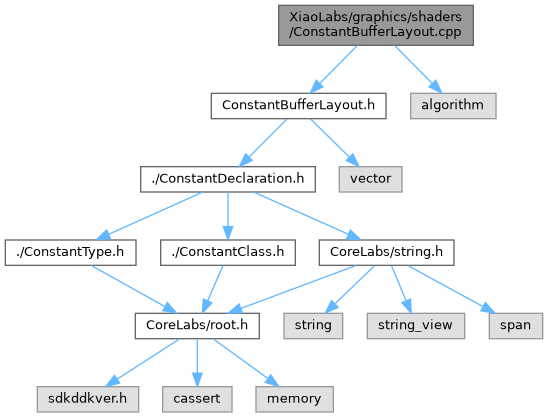 XiaoLabs/graphics/shaders
/ConstantBufferLayout.cpp
ConstantBufferLayout.h
algorithm
./ConstantDeclaration.h
vector
./ConstantType.h
./ConstantClass.h
CoreLabs/string.h
CoreLabs/root.h
string
string_view
span
sdkddkver.h
cassert
memory